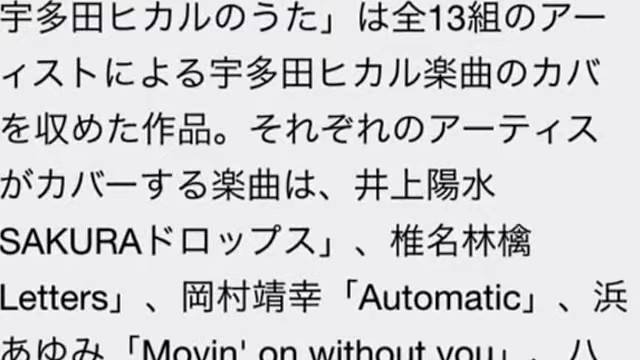 宇多田ヒカルのうた」は全13組のアー
ィストによる宇多田ヒカル楽曲のカバ
を収めた作品。それぞれのアーティス
がカバーする楽曲は、井上陽水
SAKURAドロップス」、椎名林檎
Letters」、岡村靖幸「Automatic」、浜
あゆみ「Movin' on without you」、ハ